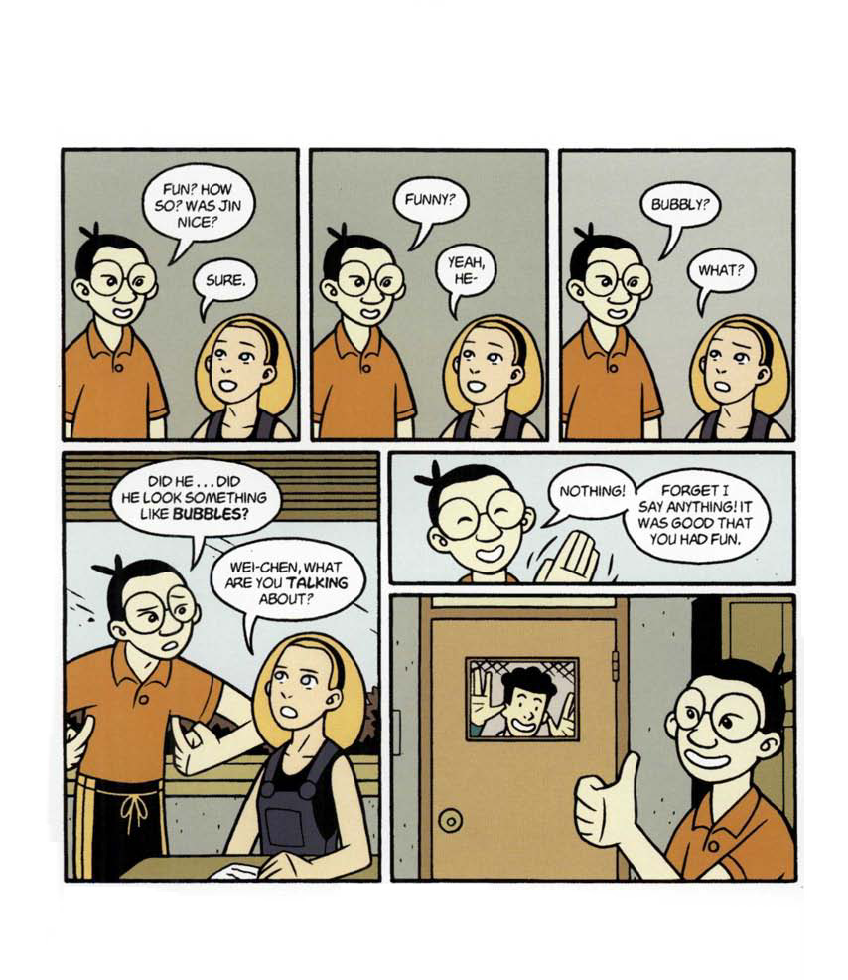 FUN? HOW
SO? WAS JIN
NICE?
SURE.
FUNNY?
YEAH,
HE-
BUBBLY?
WHAT?
DID HE . . . DID
HE LOOK SOMETHING
LIKE BUBBLES?
WEI-CHEN, WHAT
ARE YOU TALKING
ABOUT?
NOTHING!
FORGET I
SAY ANYTHING! IT
WAS GOOD THAT
YOU HAD FUN.